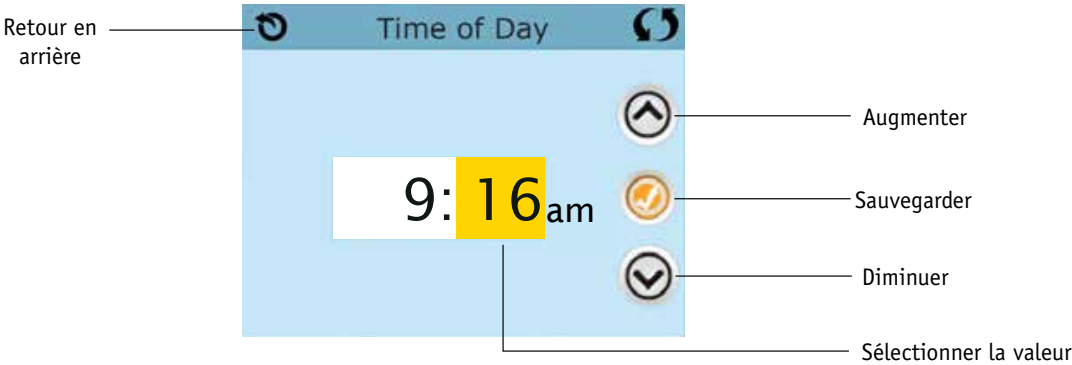 Retour en
arrière
Time of Day
Augmenter
9: 16am
Sauvegarder
Diminuer
Sélectionner la valeur